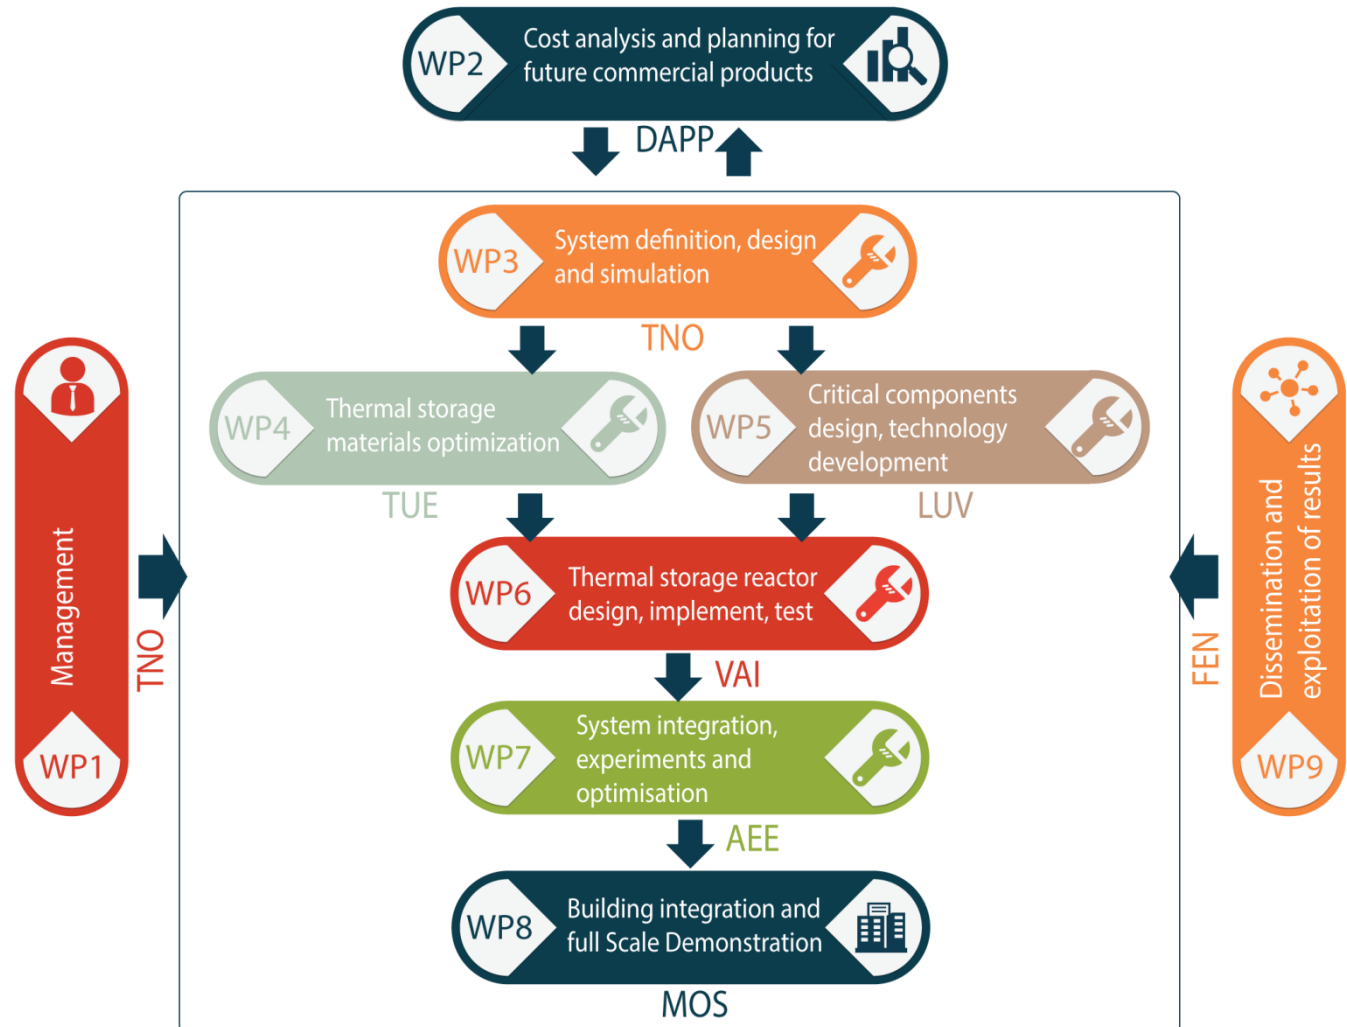 WP2
Cost analysis and planning for
future commercial products
DAPP
WP3
System definition, design
and simulation
TNO
WP4
Thermal storage
materials optimization
TUE
WP5
Critical components
design, technology
development
LUV
WP6
Thermal storage reactor
design, implement, test
VAI
WP7
System integration,
experiments and
optimisation
AEE
WP8
Building integration and
full Scale Demonstration
MOS
WP1
Management
TNO
WP9
Dissemination and
exploitation of results
FEN